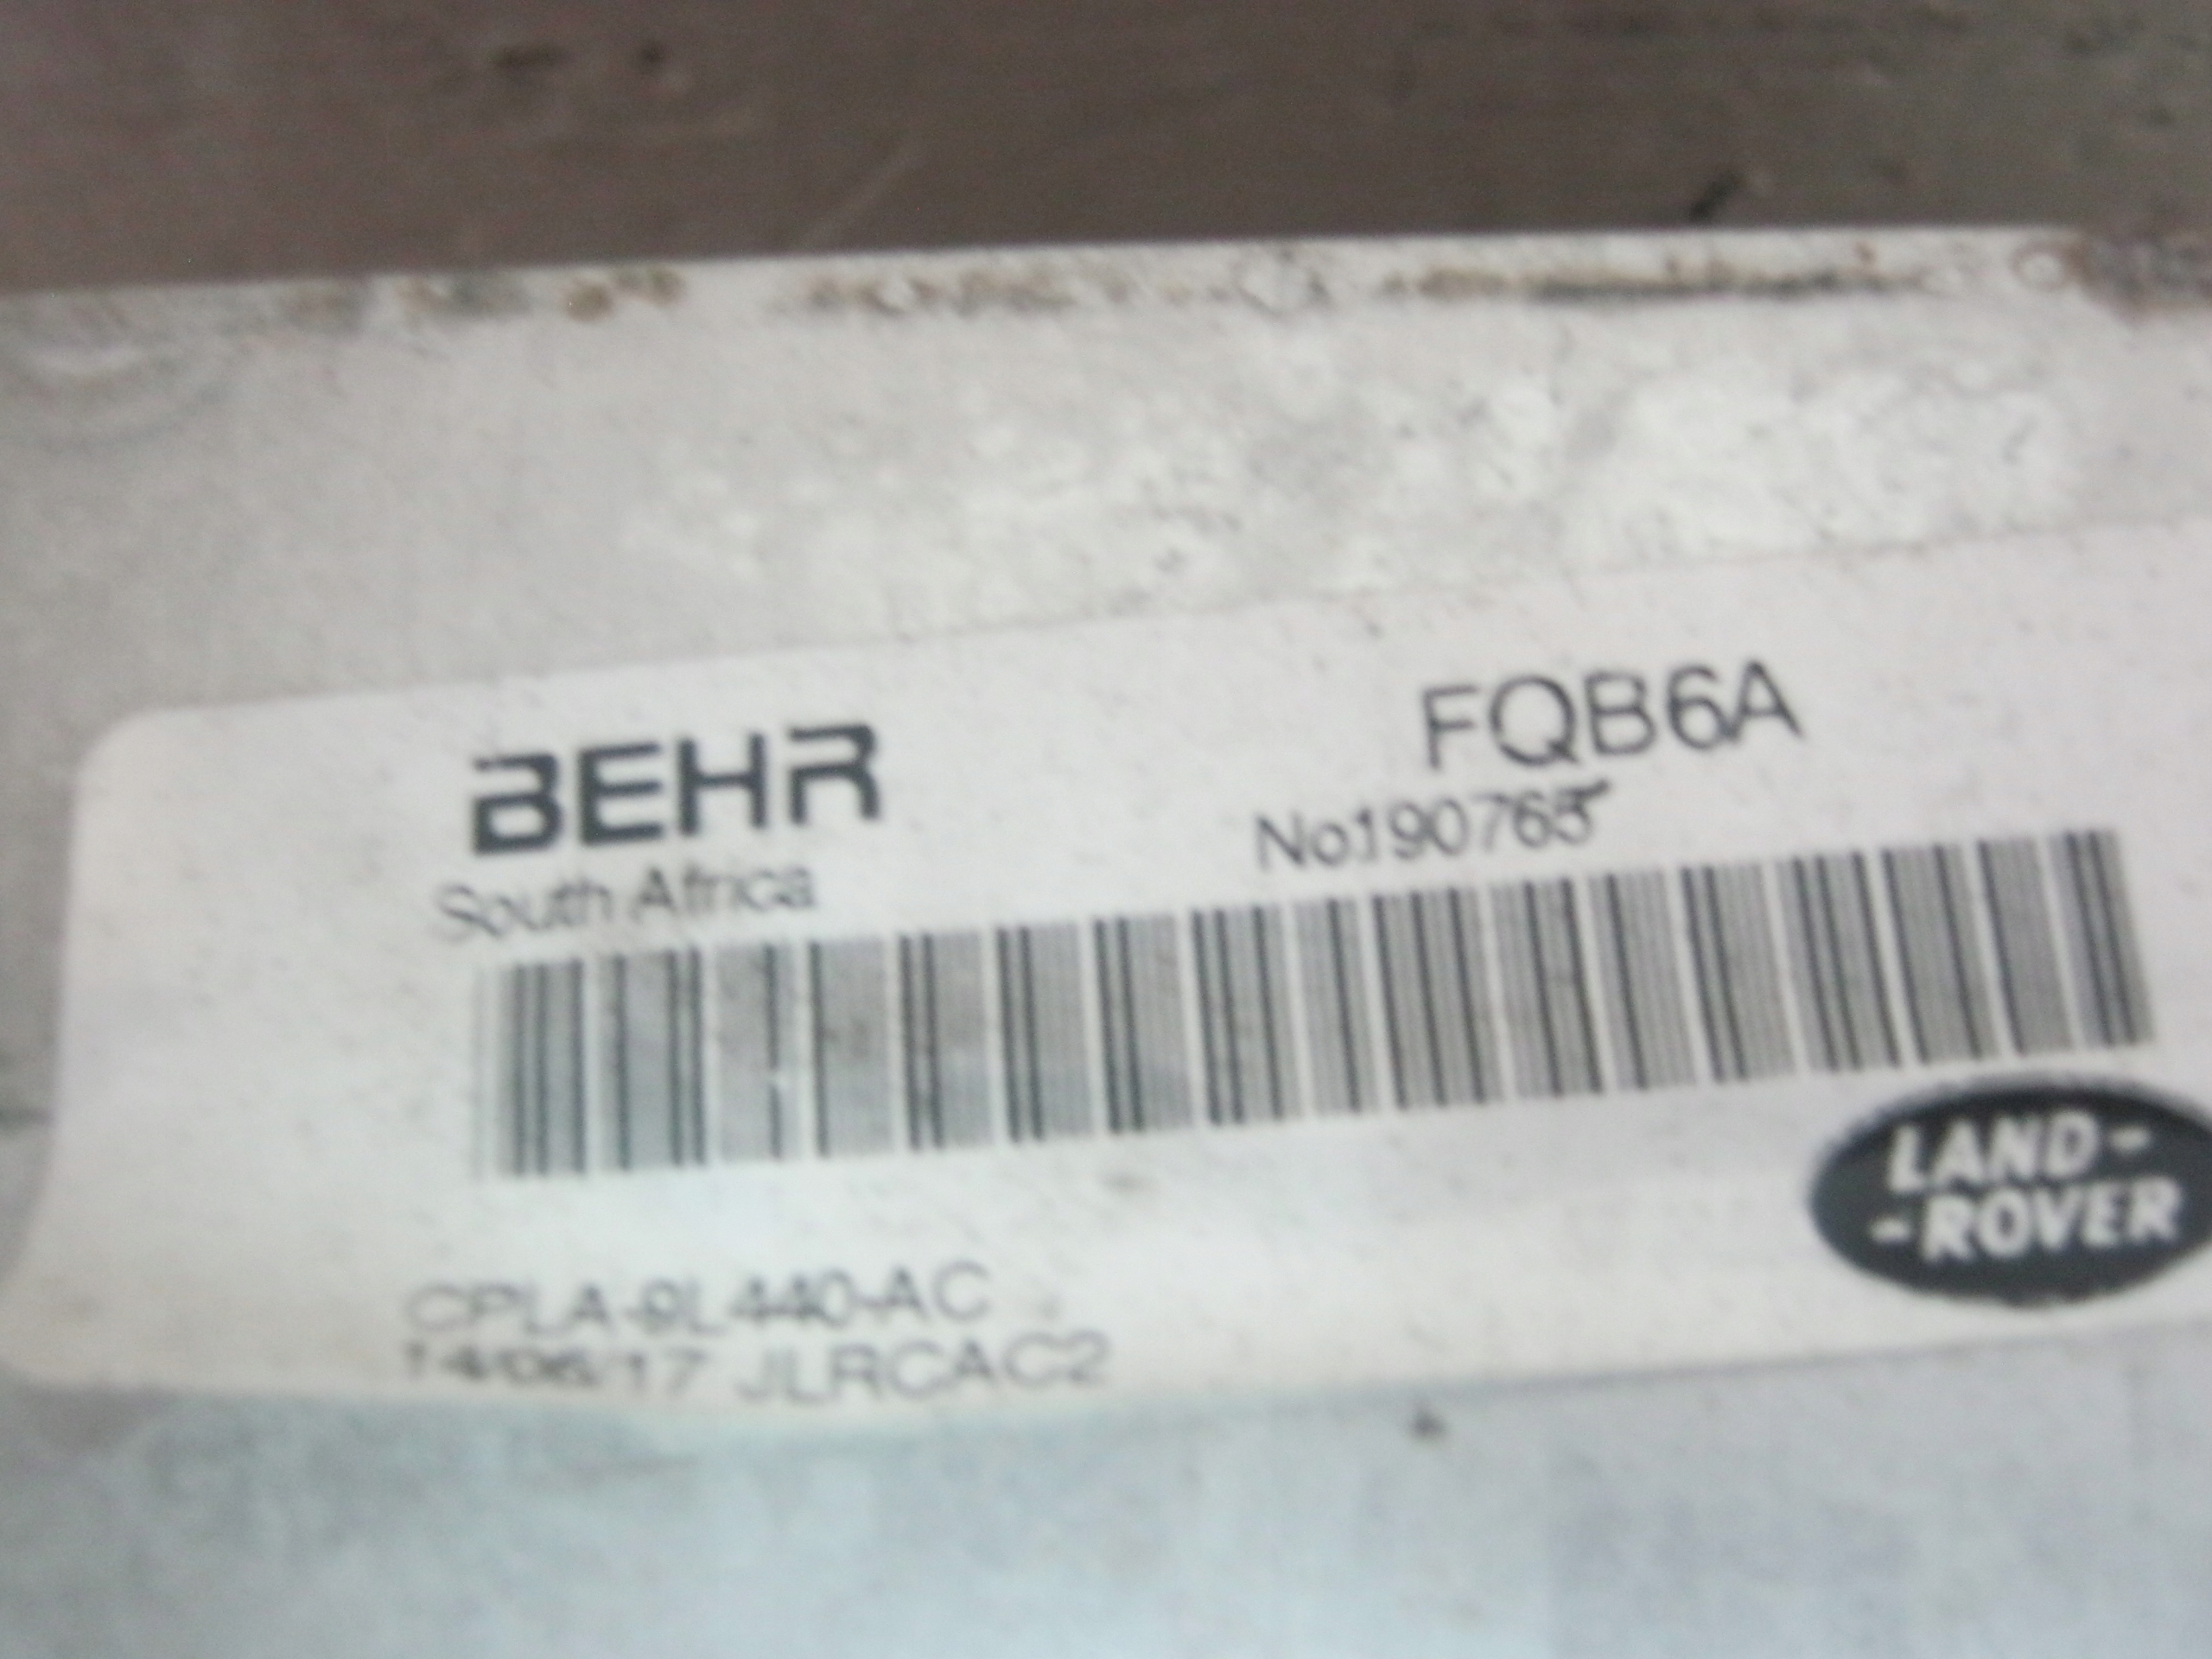 BEHR
FQB6A
South Africa
No190765
CPLA-9L440-AC
14/06/17 JLRCAC2
LAND-
-ROVER